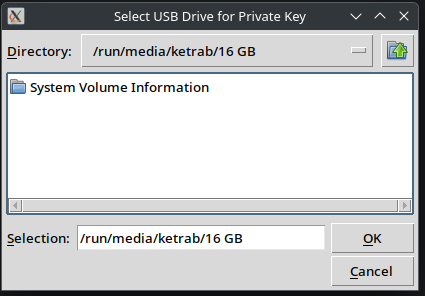 Select USB Drive for Private Key
Directory: /run/media/ketrab/16 GB
System Volume Information
Selection: /run/media/ketrab/16 GB
OK
Cancel